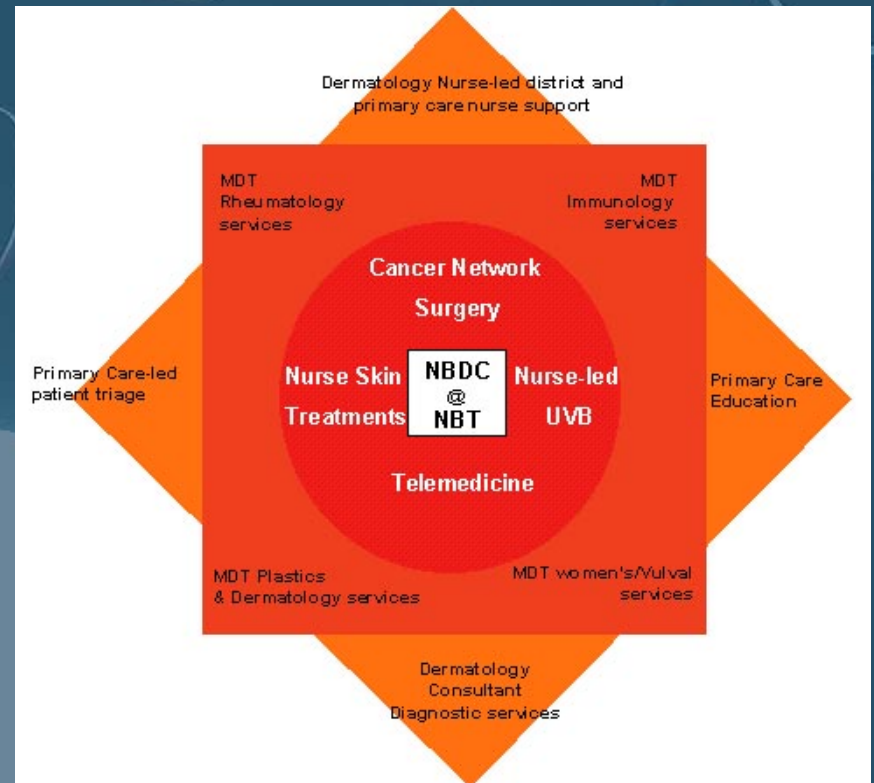 Dermatology Nurse-led district and
primary care nurse support
MDT
Rheumatology
services
MDT
Immunology
services
Cancer Network
Surgery
Primary Care-led
patient triage
Nurse Skin
Treatments
NBDC
@
NBT
Nurse-led
UVB
Primary Care
Education
Telemedicine
MDT Plastics
& Dermatology services
MDT women's/Vulval
services
Dermatology
Consultant
Diagnostic services